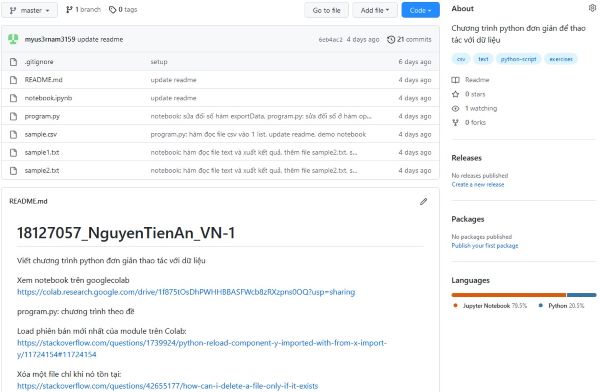 master
1 branch
0 tags
Go to file
Add file
Code
myus3rnam3159 update readme
6eb4ac2 4 days ago
21 commits
.gitignore setup 6 days ago
README.md update readme 4 days ago
notebook.ipynb update readme 4 days ago
program.py notebook: sửa đổi số hàm exportData. program.py: sửa đổi số ở hàm op... 4 days ago
sample.csv program.py: hàm đọc file csv vào 1 list. update readme. demo notebook 4 days ago
sample1.txt notebook: hàm đọc file text và xuất kết quả. thêm file sample2.txt, s... 4 days ago
sample2.txt notebook: hàm đọc file text và xuất kết quả. thêm file sample2.txt, s... 4 days ago
README.md
18127057_NguyenTienAn_VN-1
Viết chương trình python đơn giản thao tác với dữ liệu
Xem notebook trên googlecolab
https://colab.research.google.com/drive/1f875tOsDhPWHHBBASFWcb8zRXzpns0OQ?usp=sharing
program.py: chương trình theo đề
Load phiên bản mới nhất của module trên Colab:
https://stackoverflow.com/questions/1739924/python-reload-component-y-imported-with-from-x-import-
y/11724154#11724154
Xóa một file chỉ khi nó tồn tại:
https://stackoverflow.com/questions/42655177/how-can-i-delete-a-file-only-if-it-exists
About
Chương trình python đơn giản để thao
tác với dữ liệu
csv text python-script exercises
Readme
0 stars
1 watching
0 forks
Releases
No releases published
Create a new release
Packages
No packages published
Publish your first package
Languages
Jupyter Notebook 79.5% Python 20.5%